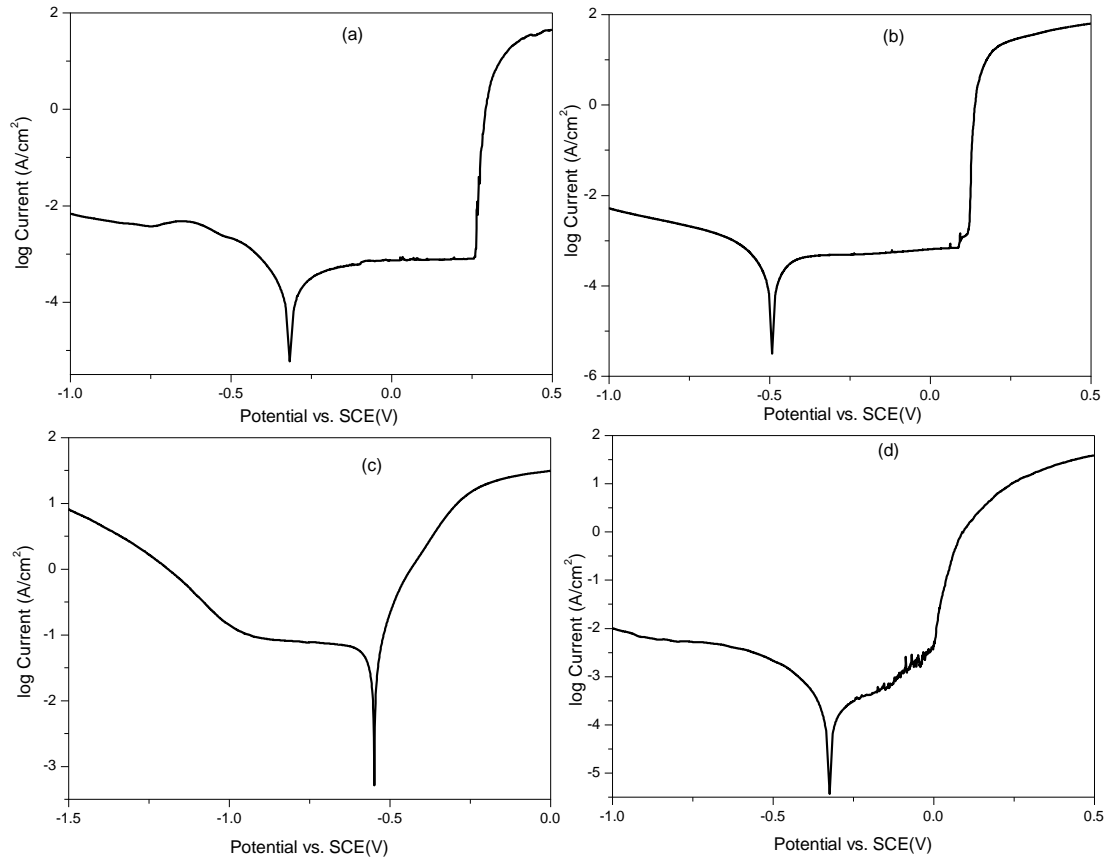 (a)
2
0
-2
-4
log Current (A/cm²)
-1.0 -0.5 0.0 0.5
Potential vs. SCE(V)
(b)
2
0
-2
-4
-6
log Current (A/cm²)
-1.0 -0.5 0.0 0.5
Potential vs. SCE(V)
(c)
2
1
0
-1
-2
-3
log Current (A/cm²)
-1.5 -1.0 -0.5 0.0
Potential vs. SCE(V)
(d)
2
1
0
-1
-2
-3
-4
-5
log Current (A/cm²)
-1.0 -0.5 0.0 0.5
Potential vs. SCE(V)